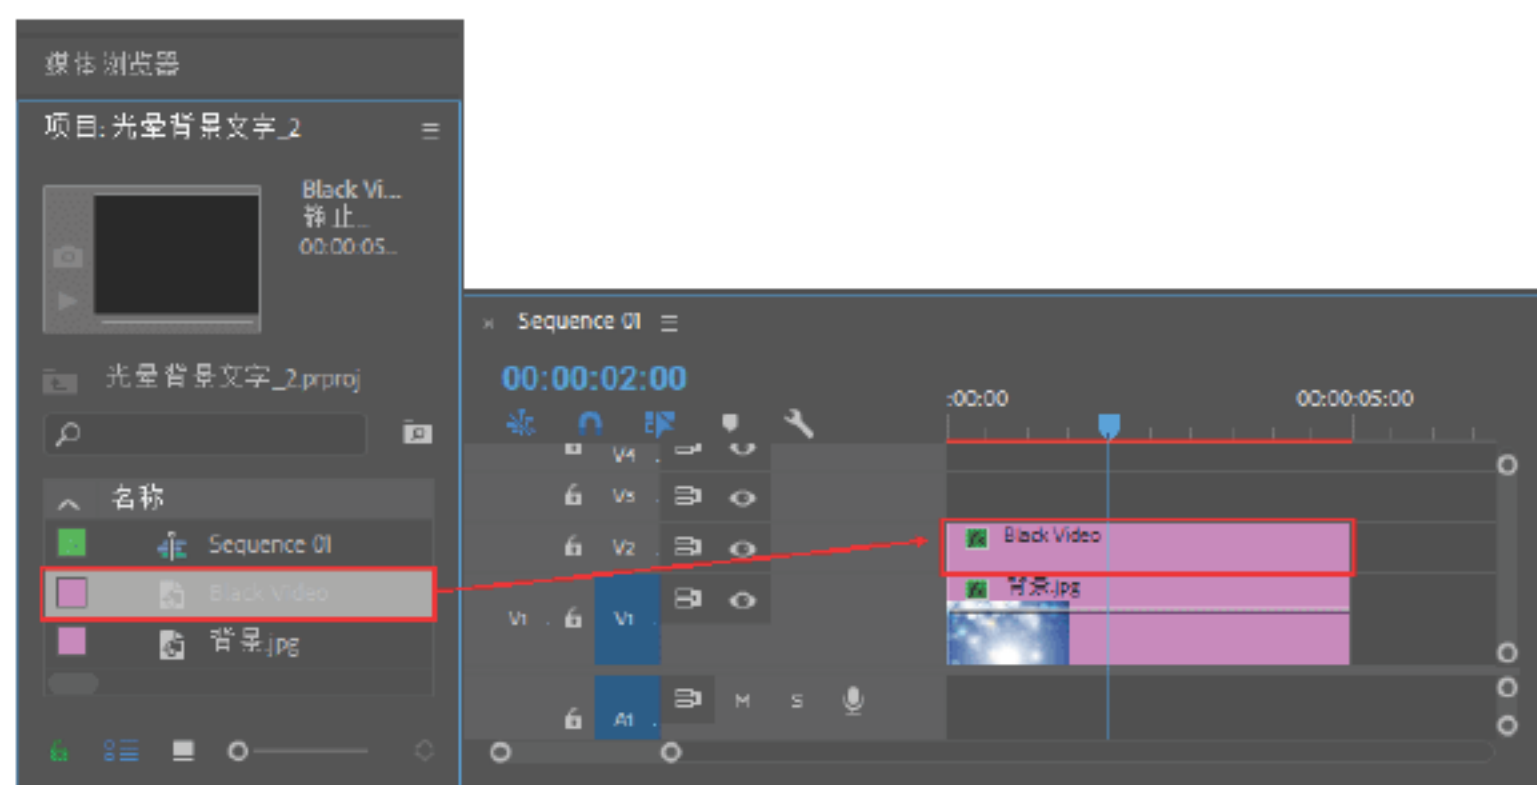 媒体浏览器
项目: 光晕背景文字_2
Black Vi...
静止...
00:00:05...
光晕背景文字_2.prproj
名称
Sequence 01
Black Video
背景.jpg
Sequence 01
00:00:02:00
:00:00
00:00:05:00
V4
V3
V2
Black Video
V1
V1
背景.jpg
A1
M
S